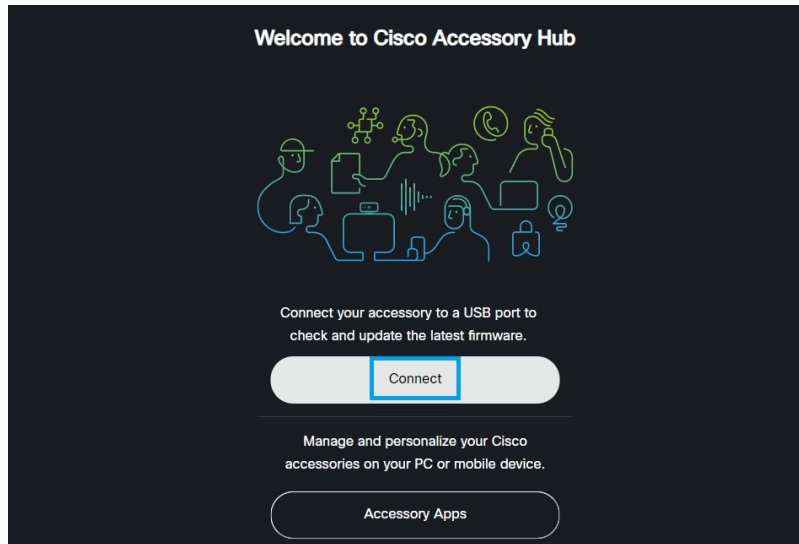 Welcome to Cisco Accessory Hub
Connect your accessory to a USB port to
check and update the latest firmware.
Connect
Manage and personalize your Cisco
accessories on your PC or mobile device.
Accessory Apps